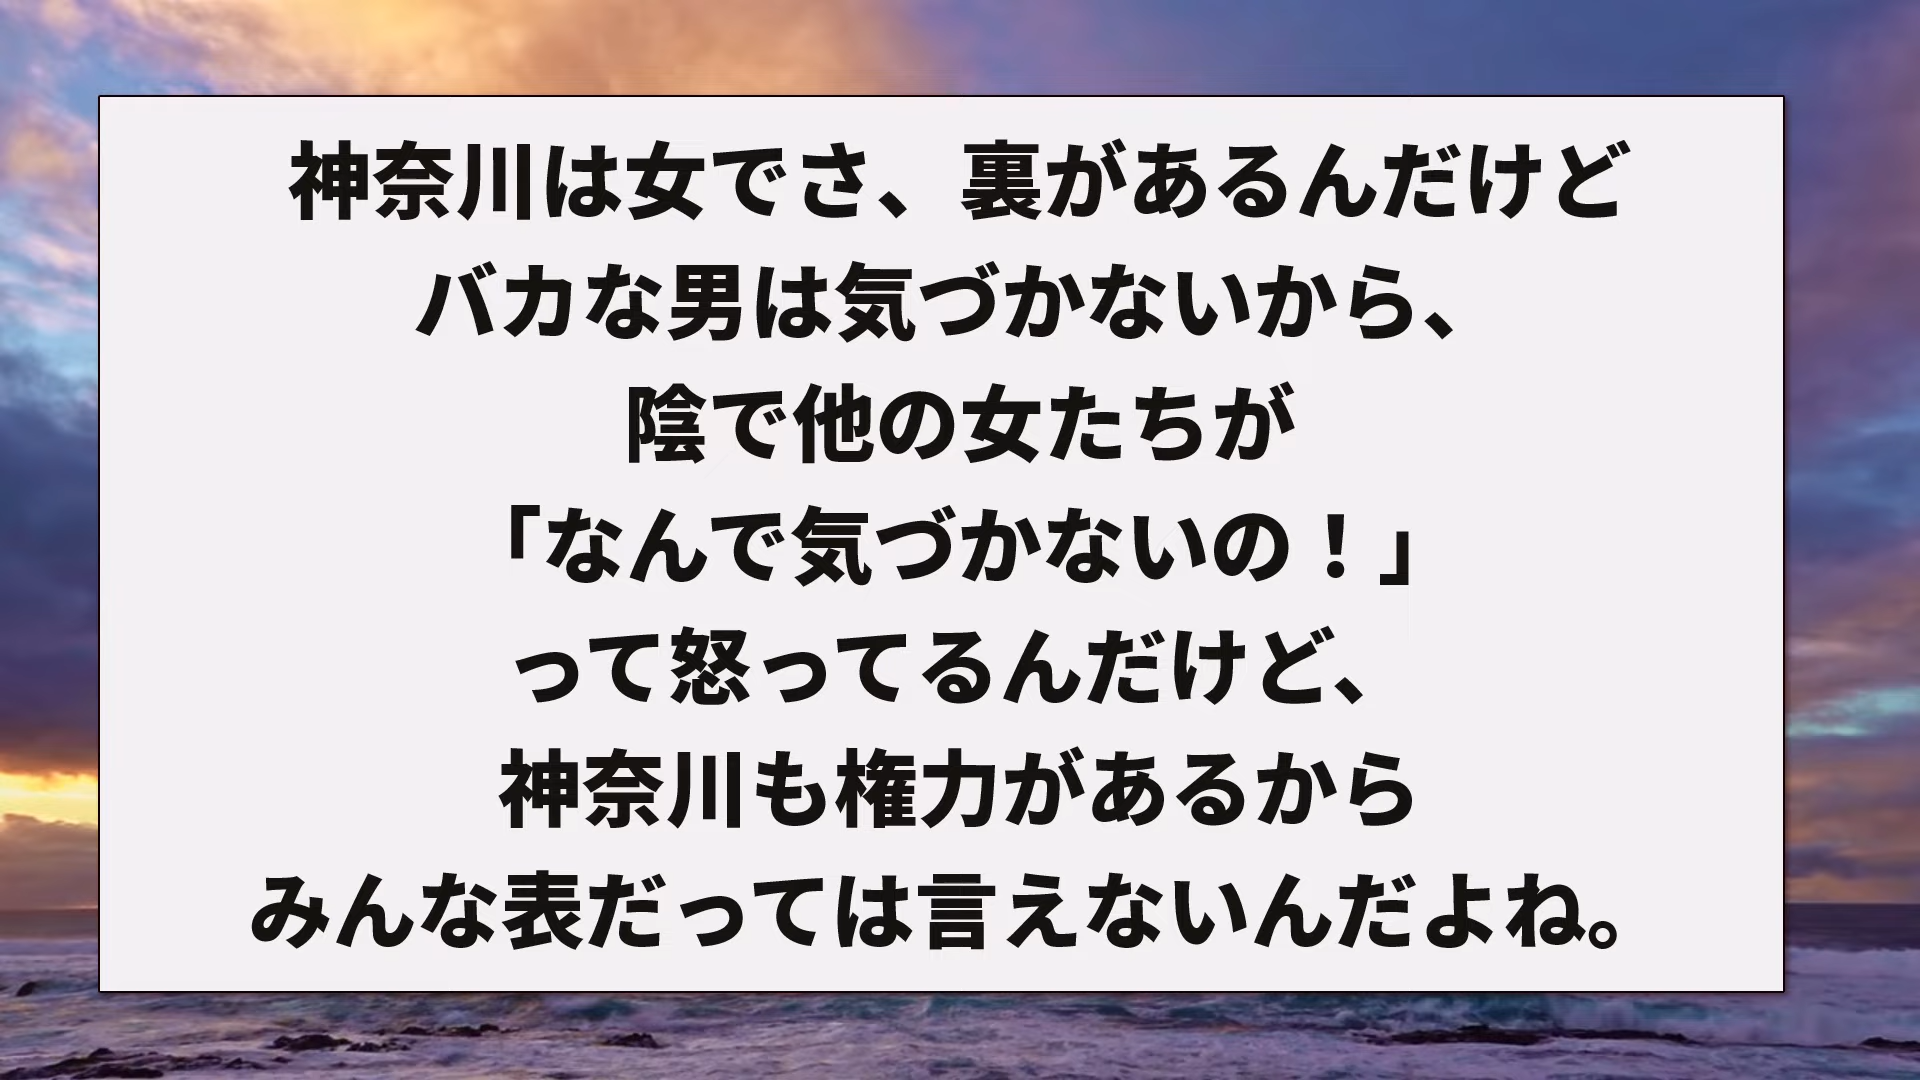 神奈川は女でさ、裏があるんだけど
バカな男は気づかないから、
陰で他の女たちが
「なんで気づかないの！」
って怒ってるんだけど、
神奈川も権力があるから
みんな表だっては言えないんだよね。